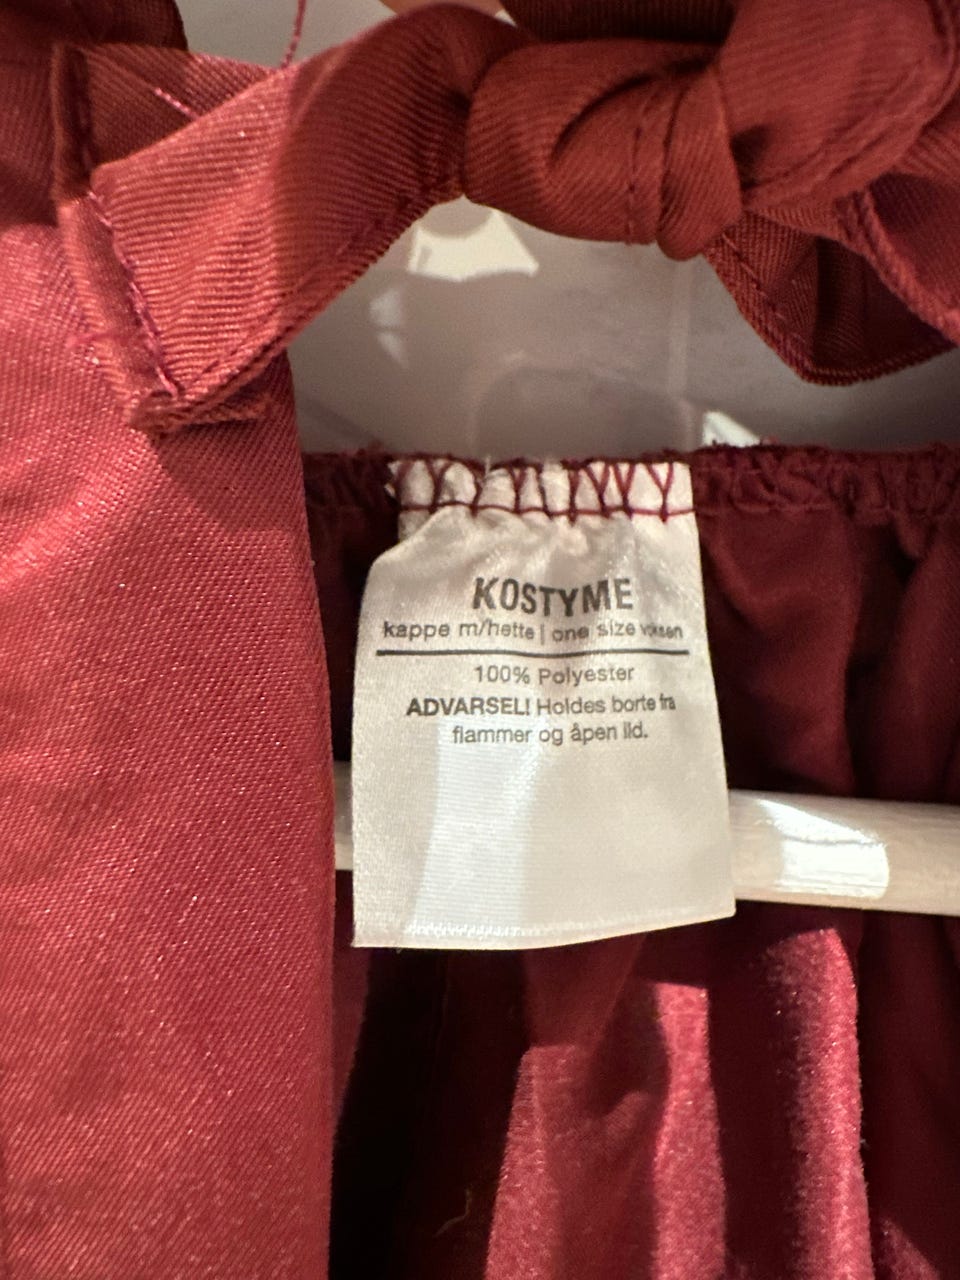 KOSTYME
kappe m/hette | one size voksen
100% Polyester
ADVARSEL! Holdes borte fra
flammer og åpen ild.